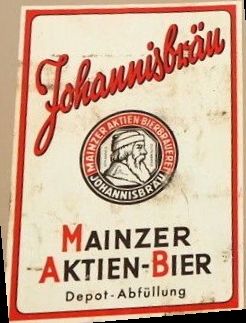 Johannisbräu
MAINZER AKTIEN-BIERBRAUEREI
JOHANNISBRÄU
MAINZER
AKTIEN-BIER
Depot-Abfüllung